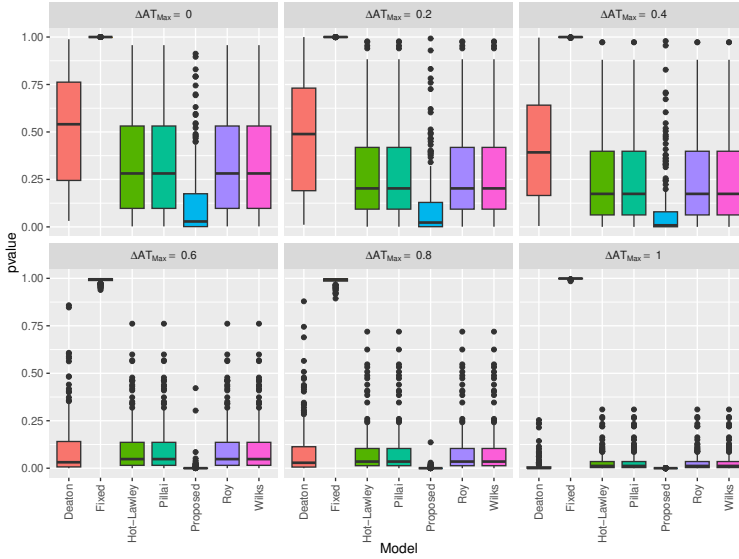 ΔAT_Max = 0
ΔAT_Max = 0.2
ΔAT_Max = 0.4
1.00
0.75
0.50
0.25
0.00
ΔAT_Max = 0.6
ΔAT_Max = 0.8
ΔAT_Max = 1
1.00
0.75
0.50
0.25
0.00
pvalue
Deaton
Fixed
Hot−Lawley
Pillai
Proposed
Roy
Wilks
Deaton
Fixed
Hot−Lawley
Pillai
Proposed
Roy
Wilks
Deaton
Fixed
Hot−Lawley
Pillai
Proposed
Roy
Wilks
Model